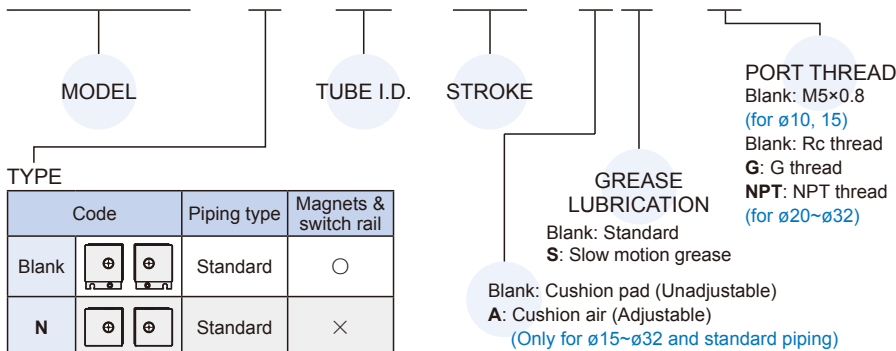 MODEL
TUBE I.D.
STROKE
PORT THREAD
Blank: M5×0.8
(for ø10, 15)
Blank: Rc thread
G: G thread
NPT: NPT thread
(for ø20~ø32)
GREASE
LUBRICATION
Blank: Standard
S: Slow motion grease
Blank: Cushion pad (Unadjustable)
A: Cushion air (Adjustable)
(Only for ø15~ø32 and standard piping)
TYPE
Code Piping type Magnets &
switch rail
Blank Standard ○
N Standard ×